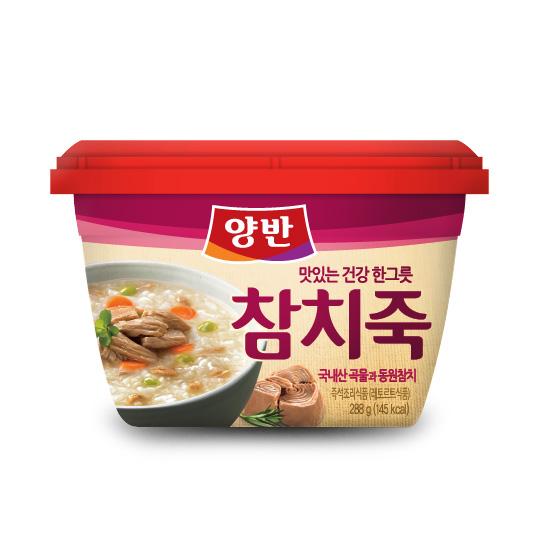 양반
맛있는 건강 한그릇
참치죽
국내산 곡물과 동원참치
즉석조리식품(레토르트식품)
288 g (145 kcal)